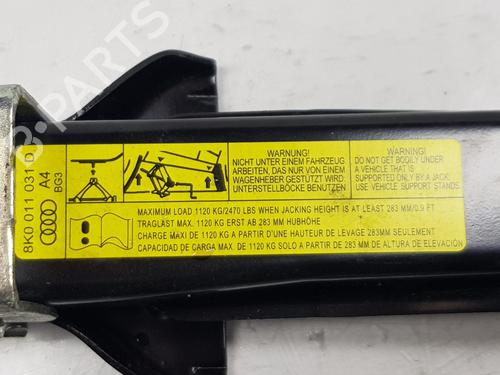 B-PARTS
8K0 011 031 D
A4
BG3
WARNUNG!
NICHT UNTER EINEM FAHRZEUG
ARBEITEN, DAS NUR VON EINEM
WAGENHEBER GESTÜTZT WIRD.
UNTERSTELLBÖCKE BENUTZEN
WARNING!
DO NOT GET BODILY UNDER
A VEHICLE THAT IS
SUPPORTED ONLY BY A JACK.
USE VEHICLE SUPPORT STANDS.
MAXIMUM LOAD 1120 KG/2470 LBS WHEN JACKING HEIGHT IS AT LEAST 283 MM/0.9 FT
TRAGLAST MAX. 1120 KG ERST AB 283 MM HUBHÖHE
CHARGE MAXI DE 1120 KG A PARTIR D'UNE HAUTEUR DE LEVAGE 283MM SEULEMENT
CAPACIDAD DE CARGA MAX. DE 1120 KG SOLO A PARTIR DE 283 MM DE ALTURA DE ELEVACIÓN